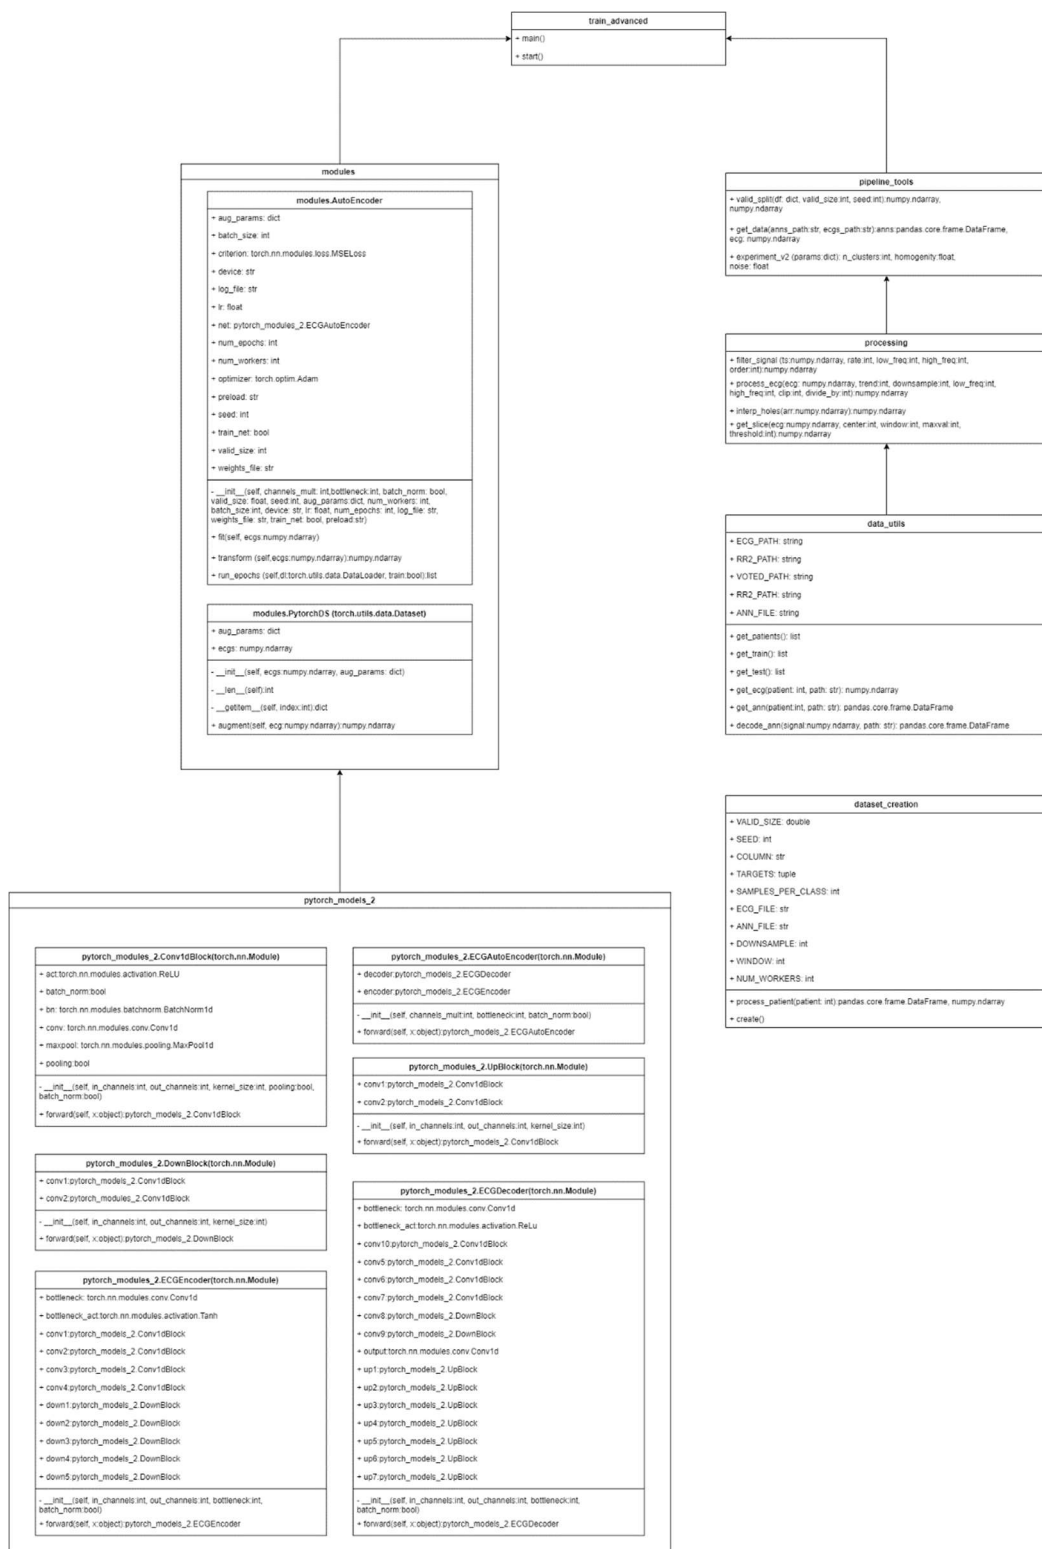 train_advanced
+ main()
+ start()
modules
modules.AutoEncoder
+ aug_params: dict
+ batch_size: int
+ criterion: torch.nn.modules.loss.MSELoss
+ device: str
+ log_file: str
+ lr: float
+ net: pytorch_modules_2.ECGAutoEncoder
+ num_epochs: int
+ num_workers: int
+ optimizer: torch.optim.Adam
+ preload: str
+ seed: int
+ train_net: bool
+ valid_size: int
+ weights_file: str
- __init__(self, channels_mult: int,bottleneck:int, batch_norm: bool,
valid_size: float, seed:int, aug_params:dict, num_workers: int,
batch_size:int, device: str, lr: float, num_epochs: int, log_file: str,
weights_file: str, train_net: bool, preload:str)
+ fit(self, ecgs:numpy.ndarray)
+ transform (self,ecgs:numpy.ndarray):numpy.ndarray
+ run_epochs (self,dl:torch.utils.data.DataLoader, train:bool):list
modules.PytorchDS (torch.utils.data.Dataset)
+ aug_params: dict
+ ecgs: numpy.ndarray
- __init__(self, ecgs:numpy.ndarray, aug_params: dict)
- __len__(self):int
- __getitem__(self, index:int):dict
+ augment(self, ecg:numpy.ndarray):numpy.ndarray
pipeline_tools
+ valid_split(df: dict, valid_size:int, seed:int):numpy.ndarray,
numpy.ndarray
+ get_data(anns_path:str, ecgs_path:str):anns:pandas.core.frame.DataFrame,
ecg: numpy.ndarray
+ experiment_v2 (params:dict): n_clusters:int, homogenity:float,
noise: float
processing
+ filter_signal (ts:numpy.ndarray, rate:int, low_freq:int, high_freq:int,
order:int):numpy.ndarray
+ process_ecg(ecg: numpy.ndarray, trend:int, downsample:int, low_freq:int,
high_freq:int, clip:int, divide_by:int):numpy.ndarray
+ interp_holes(arr:numpy.ndarray):numpy.ndarray
+ get_slice(ecg:numpy.ndarray, center:int, window:int, maxval:int,
threshold:int):numpy.ndarray
data_utils
+ ECG_PATH: string
+ RR2_PATH: string
+ VOTED_PATH: string
+ RR2_PATH: string
+ ANN_FILE: string
+ get_patients(): list
+ get_train(): list
+ get_test(): list
+ get_ecg(patient: int, path: str): numpy.ndarray
+ get_ann(patient:int, path: str): pandas.core.frame.DataFrame
+ decode_ann(signal:numpy.ndarray, path: str): pandas.core.frame.DataFrame
dataset_creation
+ VALID_SIZE: double
+ SEED: int
+ COLUMN: str
+ TARGETS: tuple
+ SAMPLES_PER_CLASS: int
+ ECG_FILE: str
+ ANN_FILE: str
+ DOWNSAMPLE: int
+ WINDOW: int
+ NUM_WORKERS: int
+ process_patient(patient: int):pandas.core.frame.DataFrame, numpy.ndarray
+ create()
pytorch_models_2
pytorch_modules_2.Conv1dBlock(torch.nn.Module)
+ act:torch.nn.modules.activation.ReLU
+ batch_norm:bool
+ bn: torch.nn.modules.batchnorm.BatchNorm1d
+ conv: torch.nn.modules.conv.Conv1d
+ maxpool: torch.nn.modules.pooling.MaxPool1d
+ pooling:bool
- __init__(self, in_channels:int, out_channels:int, kernel_size:int, pooling:bool,
batch_norm:bool)
+ forward(self, x:object):pytorch_models_2.Conv1dBlock
pytorch_modules_2.DownBlock(torch.nn.Module)
+ conv1:pytorch_models_2.Conv1dBlock
+ conv2:pytorch_modules_2.Conv1dBlock
- __init__(self, in_channels:int, out_channels:int, kernel_size:int)
+ forward(self, x:object):pytorch_models_2.DownBlock
pytorch_modules_2.ECGEncoder(torch.nn.Module)
+ bottleneck: torch.nn.modules.conv.Conv1d
+ bottleneck_act:torch.nn.modules.activation.Tanh
+ conv1:pytorch_models_2.Conv1dBlock
+ conv2:pytorch_models_2.Conv1dBlock
+ conv3:pytorch_models_2.Conv1dBlock
+ conv4:pytorch_models_2.Conv1dBlock
+ down1:pytorch_models_2.DownBlock
+ down2:pytorch_models_2.DownBlock
+ down3:pytorch_models_2.DownBlock
+ down4:pytorch_models_2.DownBlock
+ down5:pytorch_models_2.DownBlock
- __init__(self, in_channels:int, out_channels:int, bottleneck:int,
batch_norm:bool)
+ forward(self, x:object):pytorch_models_2.ECGEncoder
pytorch_modules_2.ECGAutoEncoder(torch.nn.Module)
+ decoder:pytorch_models_2.ECGDecoder
+ encoder:pytorch_models_2.ECGEncoder
- __init__(self, channels_mult:int, bottleneck:int, batch_norm:bool)
+ forward(self, x:object):pytorch_models_2.ECGAutoEncoder
pytorch_modules_2.UpBlock(torch.nn.Module)
+ conv1:pytorch_models_2.Conv1dBlock
+ conv2:pytorch_models_2.Conv1dBlock
- __init__(self, in_channels:int, out_channels:int, kernel_size:int)
+ forward(self, x:object):pytorch_models_2.Conv1dBlock
pytorch_modules_2.ECGDecoder(torch.nn.Module)
+ bottleneck: torch.nn.modules.conv.Conv1d
+ bottleneck_act:torch.nn.modules.activation.ReLu
+ conv10:pytorch_models_2.Conv1dBlock
+ conv5:pytorch_models_2.Conv1dBlock
+ conv6:pytorch_models_2.Conv1dBlock
+ conv7:pytorch_models_2.Conv1dBlock
+ conv8:pytorch_models_2.DownBlock
+ conv9:pytorch_models_2.DownBlock
+ output:torch.nn.modules.conv.Conv1d
+ up1:pytorch_models_2.UpBlock
+ up2:pytorch_models_2.UpBlock
+ up3:pytorch_models_2.UpBlock
+ up4:pytorch_models_2.UpBlock
+ up5:pytorch_models_2.UpBlock
+ up6:pytorch_models_2.UpBlock
+ up7:pytorch_models_2.UpBlock
- __init__(self, in_channels:int, out_channels:int, bottleneck:int,
batch_norm:bool)
+ forward(self, x:object):pytorch_models_2.ECGDecoder